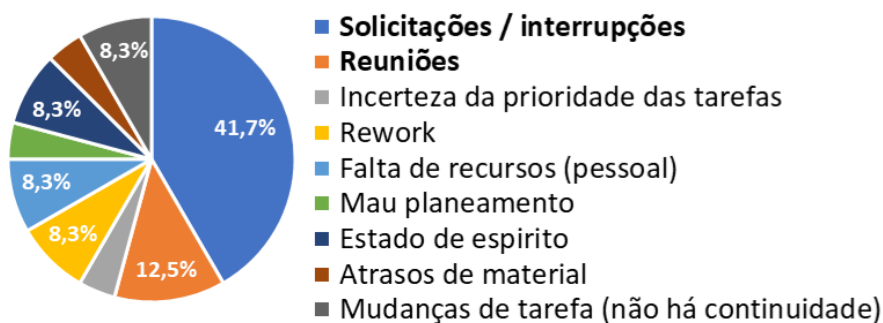 8,3%
41,7%
12,5%
8,3%
8,3%
8,3%
Solicitações / interrupções
Reuniões
Incerteza da prioridade das tarefas
Rework
Falta de recursos (pessoal)
Mau planeamento
Estado de espirito
Atrasos de material
Mudanças de tarefa (não há continuidade)